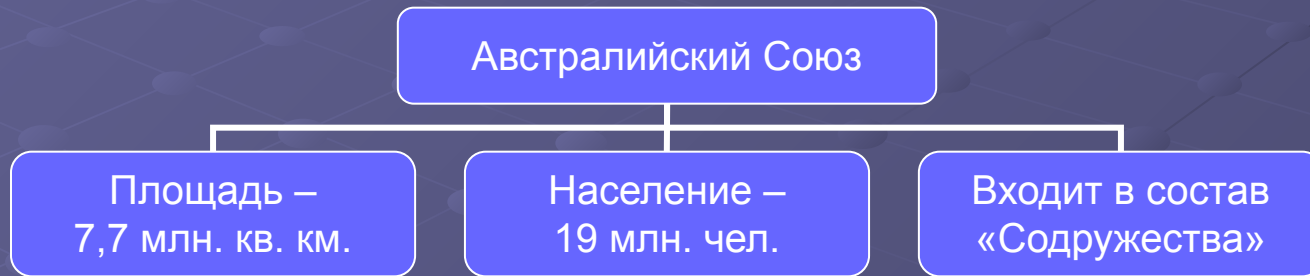 Австралийский Союз
Площадь –
7,7 млн. кв. км.
Население –
19 млн. чел.
Входит в состав
«Содружества»